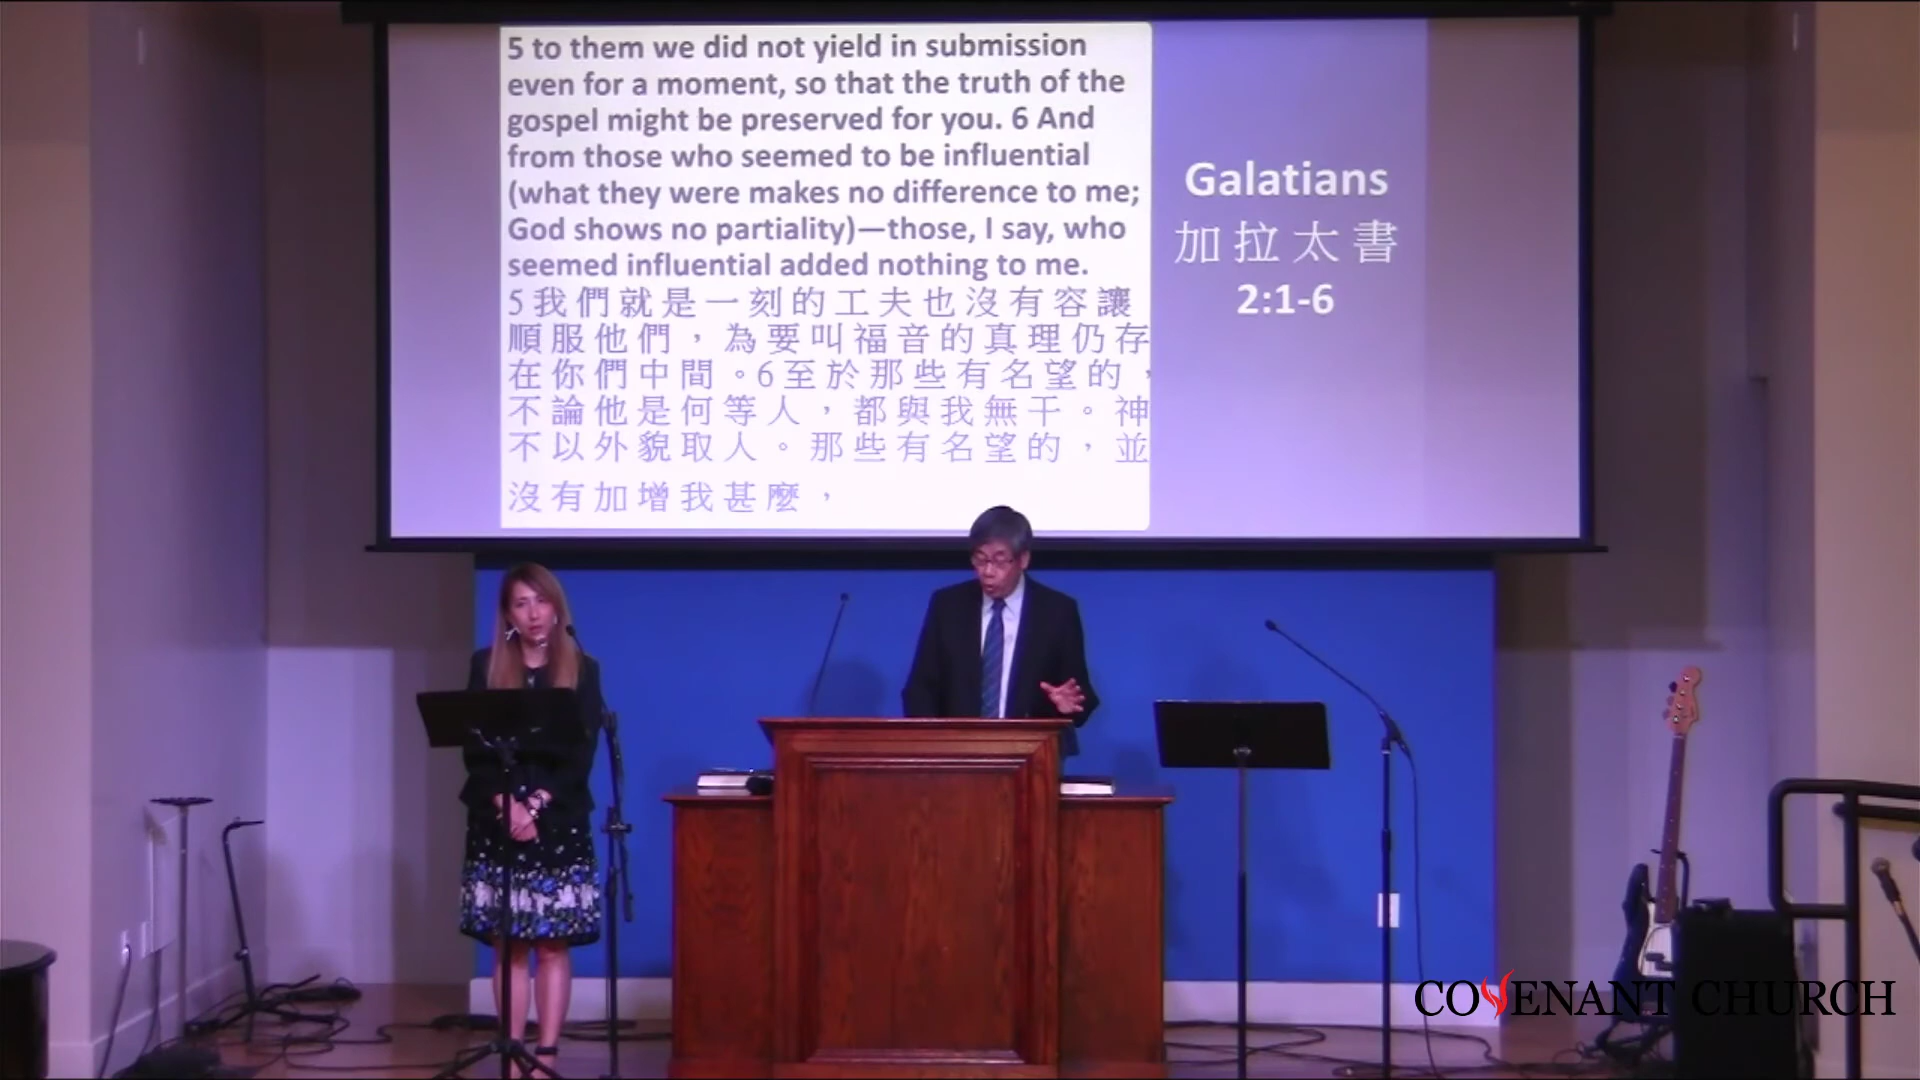 5 to them we did not yield in submission
even for a moment, so that the truth of the
gospel might be preserved for you. 6 And
from those who seemed to be influential
(what they were makes no difference to me;
God shows no partiality)—those, I say, who
seemed influential added nothing to me.
5我們就是一刻的工夫也沒有容讓
順服他們，為要叫福音的真理仍存
在你們中間。6至於那些有名望的，
不論他是何等人，都與我無干。神
不以外貌取人。那些有名望的，並
沒有加增我甚麼，
Galatians
加拉太書
2:1-6
COVENANT CHURCH